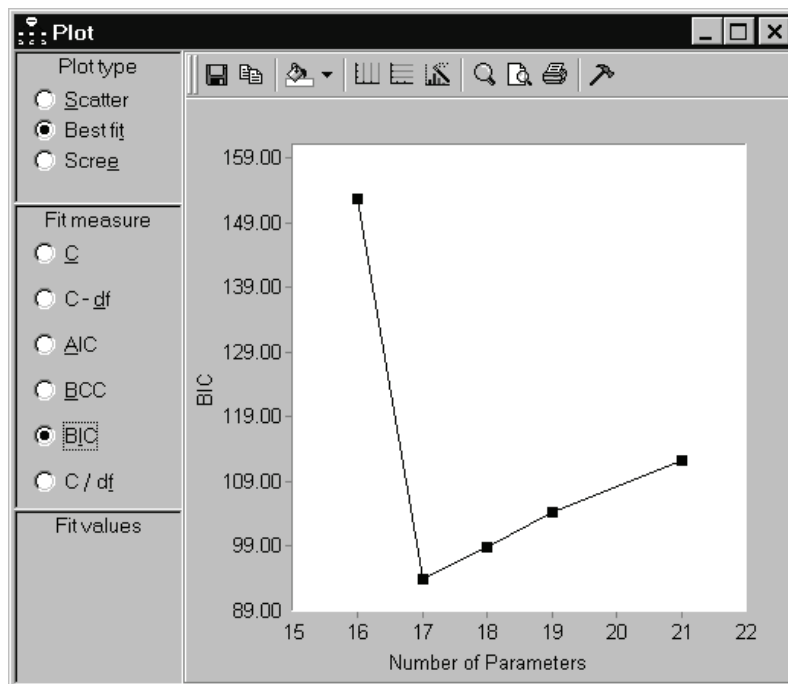 Plot
Plot type
Scatter
Best fit
Scree
Fit measure
C
C - df
AIC
BCC
BIC
C / df
Fit values
159.00
149.00
139.00
129.00
119.00
109.00
99.00
89.00
BIC
15 16 17 18 19 20 21 22
Number of Parameters